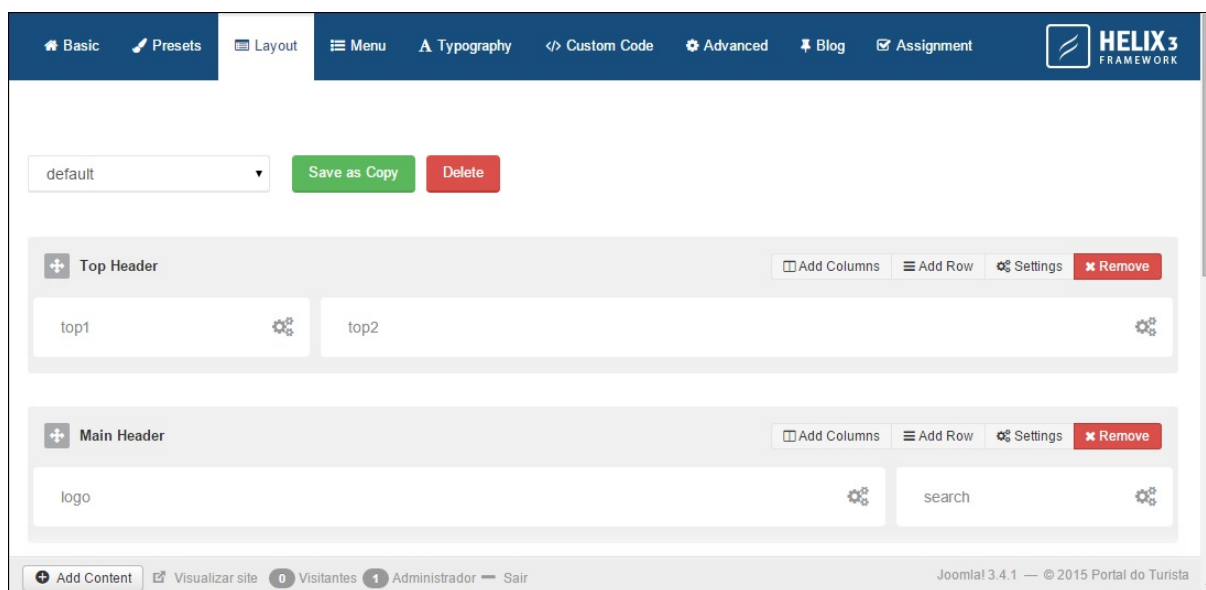 Basic Presets Layout Menu Typography </> Custom Code Advanced Blog Assignment HELIX3
FRAMEWORK
default Save as Copy Delete
Top Header Add Columns Add Row Settings Remove
top1 top2
Main Header Add Columns Add Row Settings Remove
logo search
Add Content Visualizar site 0 Visitantes 1 Administrador Sair Joomla! 3.4.1 — © 2015 Portal do Turista